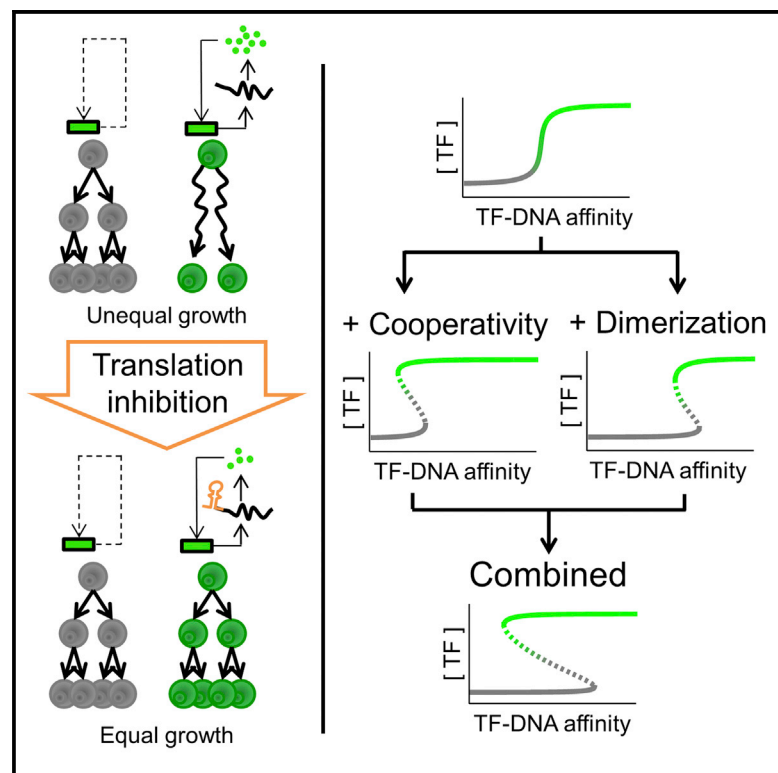 Unequal growth
Translation
inhibition
Equal growth
[ TF ]
TF-DNA affinity
+ Cooperativity
+ Dimerization
[ TF ]
TF-DNA affinity
[ TF ]
TF-DNA affinity
Combined
[ TF ]
TF-DNA affinity